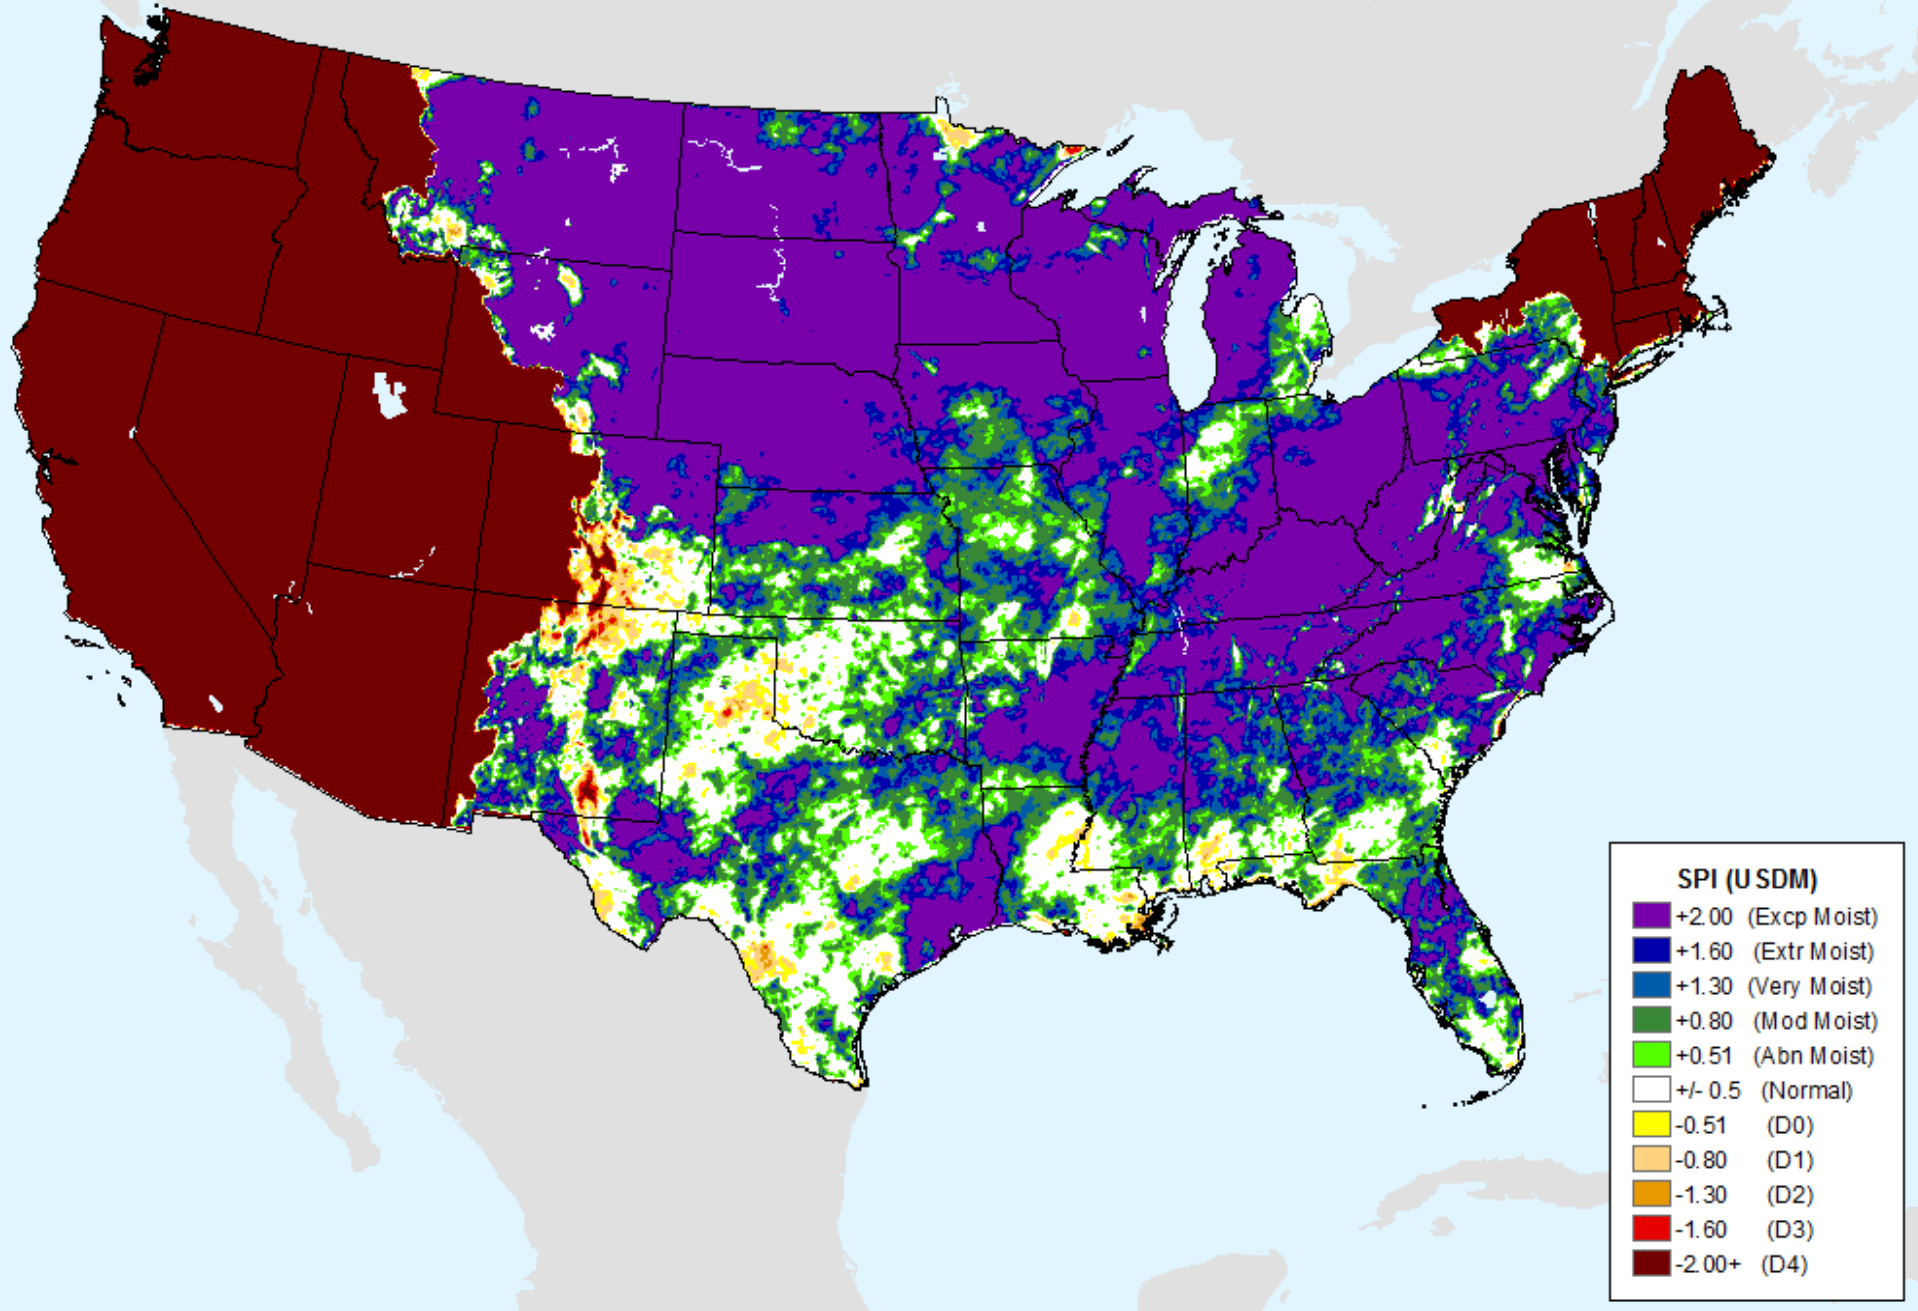 SPI (USDM)
+2.00 (Excp Moist)
+1.60 (Extr Moist)
+1.30 (Very Moist)
+0.80 (Mod Moist)
+0.51 (Abn Moist)
+/- 0.5 (Normal)
-0.51 (D0)
-0.80 (D1)
-1.30 (D2)
-1.60 (D3)
-2.00+ (D4)